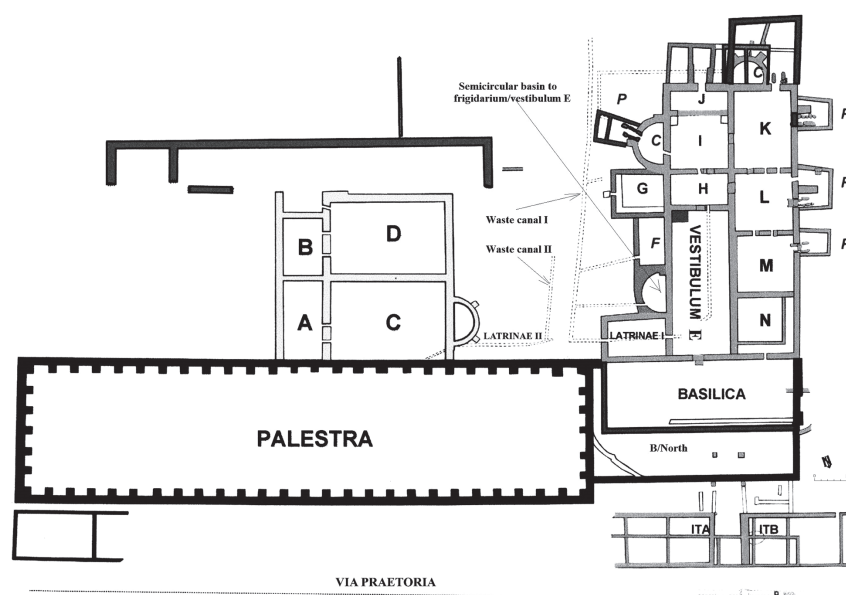 Semicircular basin to
frigidarium/vestibulum E
P
C
J
C
I
K
P
G
H
L
P
Waste canal I
B
D
F
VESTIBULUM E
Waste canal II
M
P
A
C
N
LATRINAE II
LATRINAE I
BASILICA
PALESTRA
B/North
N
ITA
ITB
VIA PRAETORIA